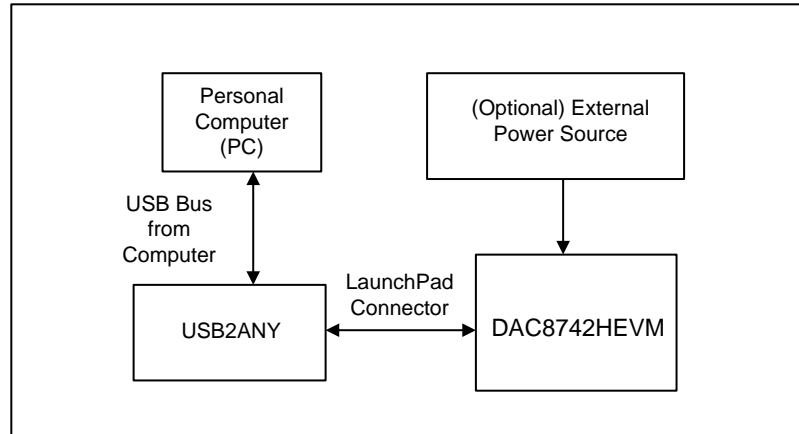 Personal
Computer
(PC)
(Optional) External
Power Source
USB Bus
from
Computer
LaunchPad
Connector
USB2ANY
DAC8742HEVM